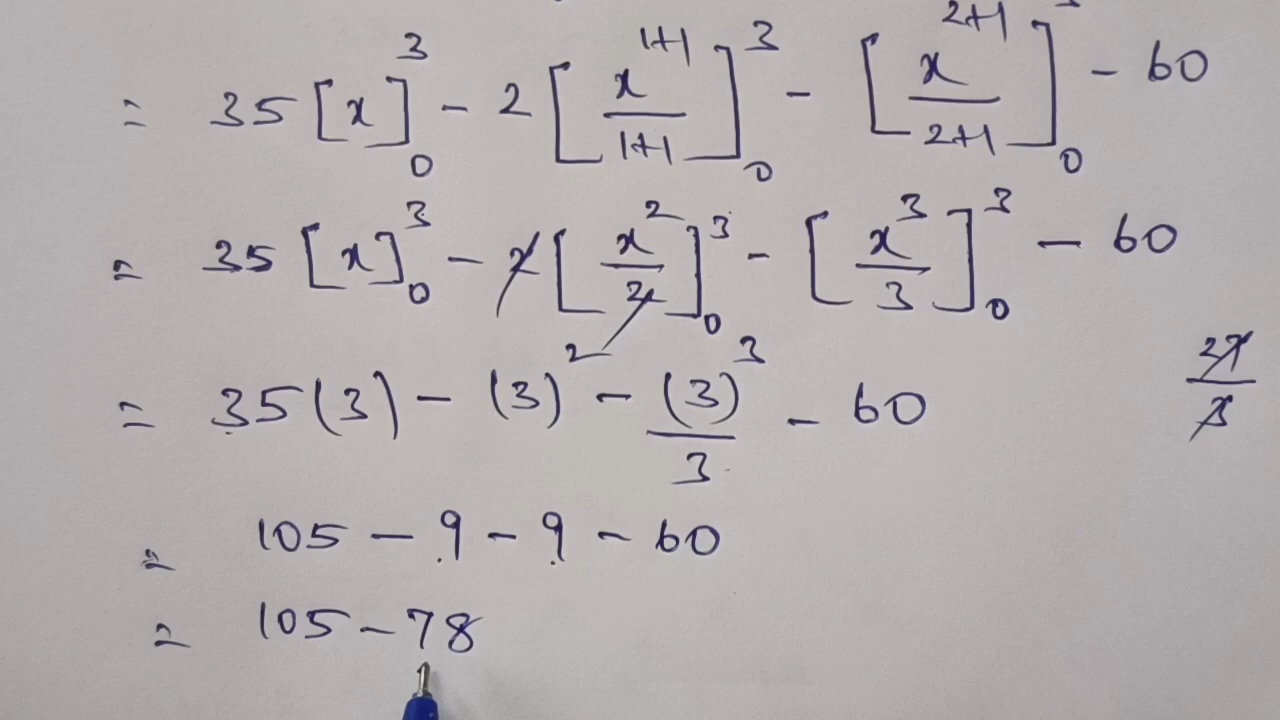 = 35 [x]₀³ - 2 [x^(1+1)/(1+1)]₀³ - [x^(2+1)/(2+1)]₀³ - 60
= 35 [x]₀³ - 2 [x²/2]₀³ - [x³/3]₀³ - 60
= 35(3) - (3)² - (3)³/3 - 60
27/3
= 105 - 9 - 9 - 60
= 105 - 78